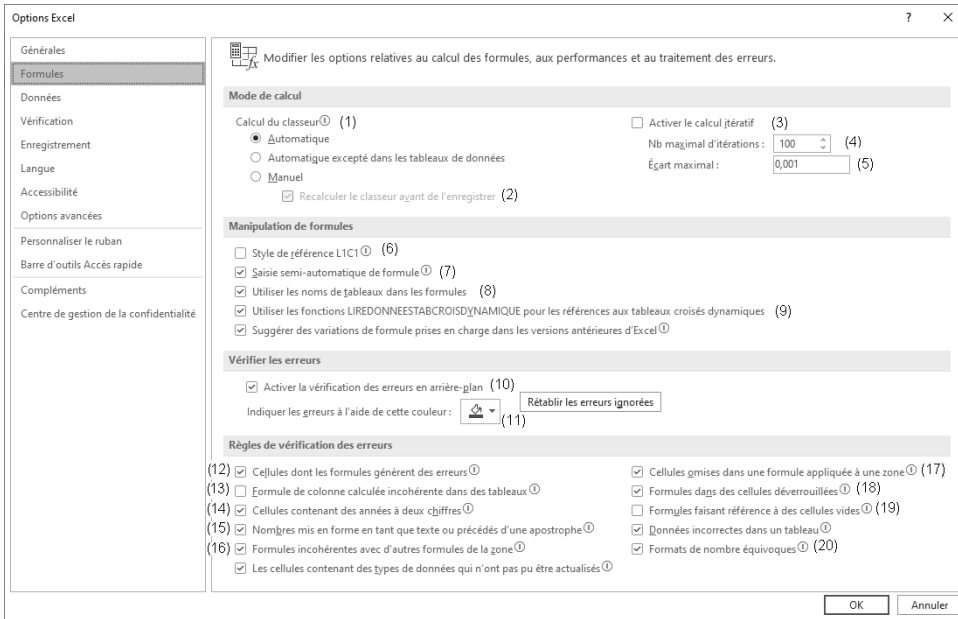 Options Excel
? ×
Générales
Formules
Données
Vérification
Enregistrement
Langue
Accessibilité
Options avancées
Personnaliser le ruban
Barre d'outils Accès rapide
Compléments
Centre de gestion de la confidentialité
Modifier les options relatives au calcul des formules, aux performances et au traitement des erreurs.
Mode de calcul
Calcul du classeur (1)
Automatique
Automatique excepté dans les tableaux de données
Manuel
Recalculer le classeur avant de l'enregistrer (2)
Activer le calcul itératif (3)
Nb maximal d'itérations : 100 (4)
Écart maximal : 0,001 (5)
Manipulation de formules
Style de référence L1C1 (6)
Saisie semi-automatique de formule (7)
Utiliser les noms de tableaux dans les formules (8)
Utiliser les fonctions LIREDONNEESTABCROISDYNAMIQUE pour les références aux tableaux croisés dynamiques (9)
Suggérer des variations de formule prises en charge dans les versions antérieures d'Excel
Vérifier les erreurs
Activer la vérification des erreurs en arrière-plan (10)
Indiquer les erreurs à l'aide de cette couleur : (11)
Rétablir les erreurs ignorées
Règles de vérification des erreurs
(12) Cellules dont les formules génèrent des erreurs
(13) Formule de colonne calculée incohérente dans des tableaux
(14) Cellules contenant des années à deux chiffres
(15) Nombres mis en forme en tant que texte ou précédés d'une apostrophe
(16) Formules incohérentes avec d'autres formules de la zone
Les cellules contenant des types de données qui n'ont pas pu être actualisés
Cellules omises dans une formule appliquée à une zone (17)
Formules dans des cellules déverrouillées (18)
Formules faisant référence à des cellules vides (19)
Données incorrectes dans un tableau
Formats de nombre équivoques (20)
OK
Annuler